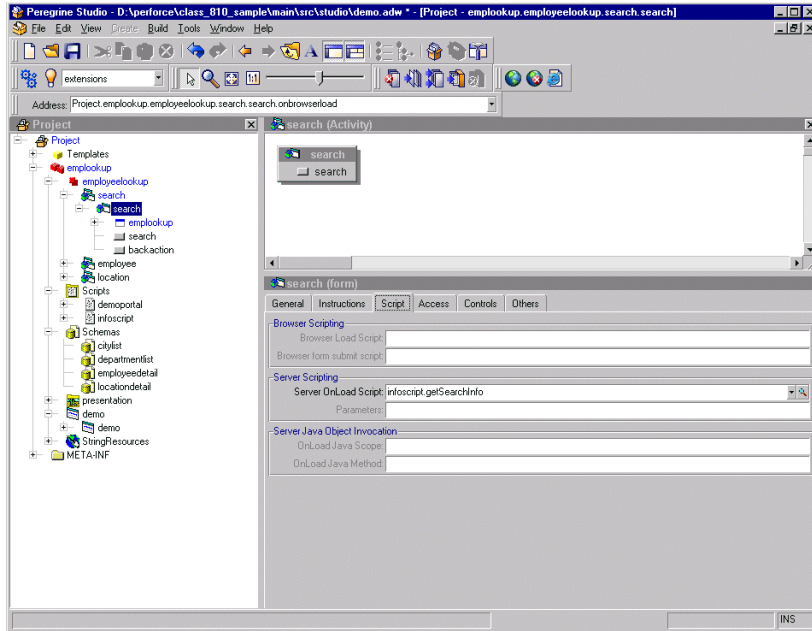 Peregrine Studio - D:\perforce\class_810_sample\main\src\studio\demo.adw * - [Project - emplookup.employeelookup.search.search]
File Edit View Create Build Tools Window Help
extensions
1:1
Address: Project.emplookup.employeelookup.search.search.onbrowserload
Project
Project
Templates
emplookup
employeelookup
search
search
emplookup
search
backaction
employee
location
Scripts
demoportal
infoscript
Schemas
citylist
departmentlist
employeedetail
locationdetail
presentation
demo
demo
StringResources
META-INF
search (Activity)
search
search
search (form)
General Instructions Script Access Controls Others
Browser Scripting
Browser Load Script:
Browser form submit script:
Server Scripting
Server OnLoad Script: infoscript.getSearchInfo
Parameters:
Server Java Object Invocation
OnLoad Java Scope:
OnLoad Java Method:
INS